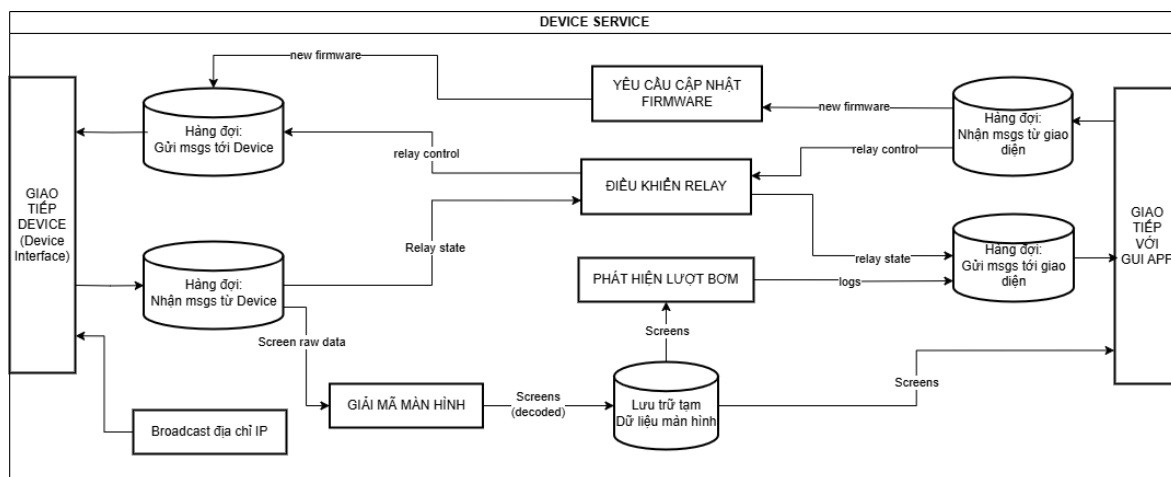 DEVICE SERVICE
new firmware
YÊU CẦU CẬP NHẬT
FIRMWARE
new firmware
Hàng đợi:
Gửi msgs tới Device
Hàng đợi:
Nhận msgs từ giao
diện
relay control
relay control
ĐIỀU KHIỂN RELAY
GIAO
TIẾP
DEVICE
(Device
Interface)
GIAO
TIẾP
VỚI
GUI APP
Relay state
relay state
Hàng đợi:
Nhận msgs từ Device
PHÁT HIỆN LƯỢT BƠM
logs
Hàng đợi:
Gửi msgs tới giao
diện
Screen raw data
Screens
Screens
GIẢI MÃ MÀN HÌNH
Screens
(decoded)
Lưu trữ tạm
Dữ liệu màn hình
Broadcast địa chỉ IP